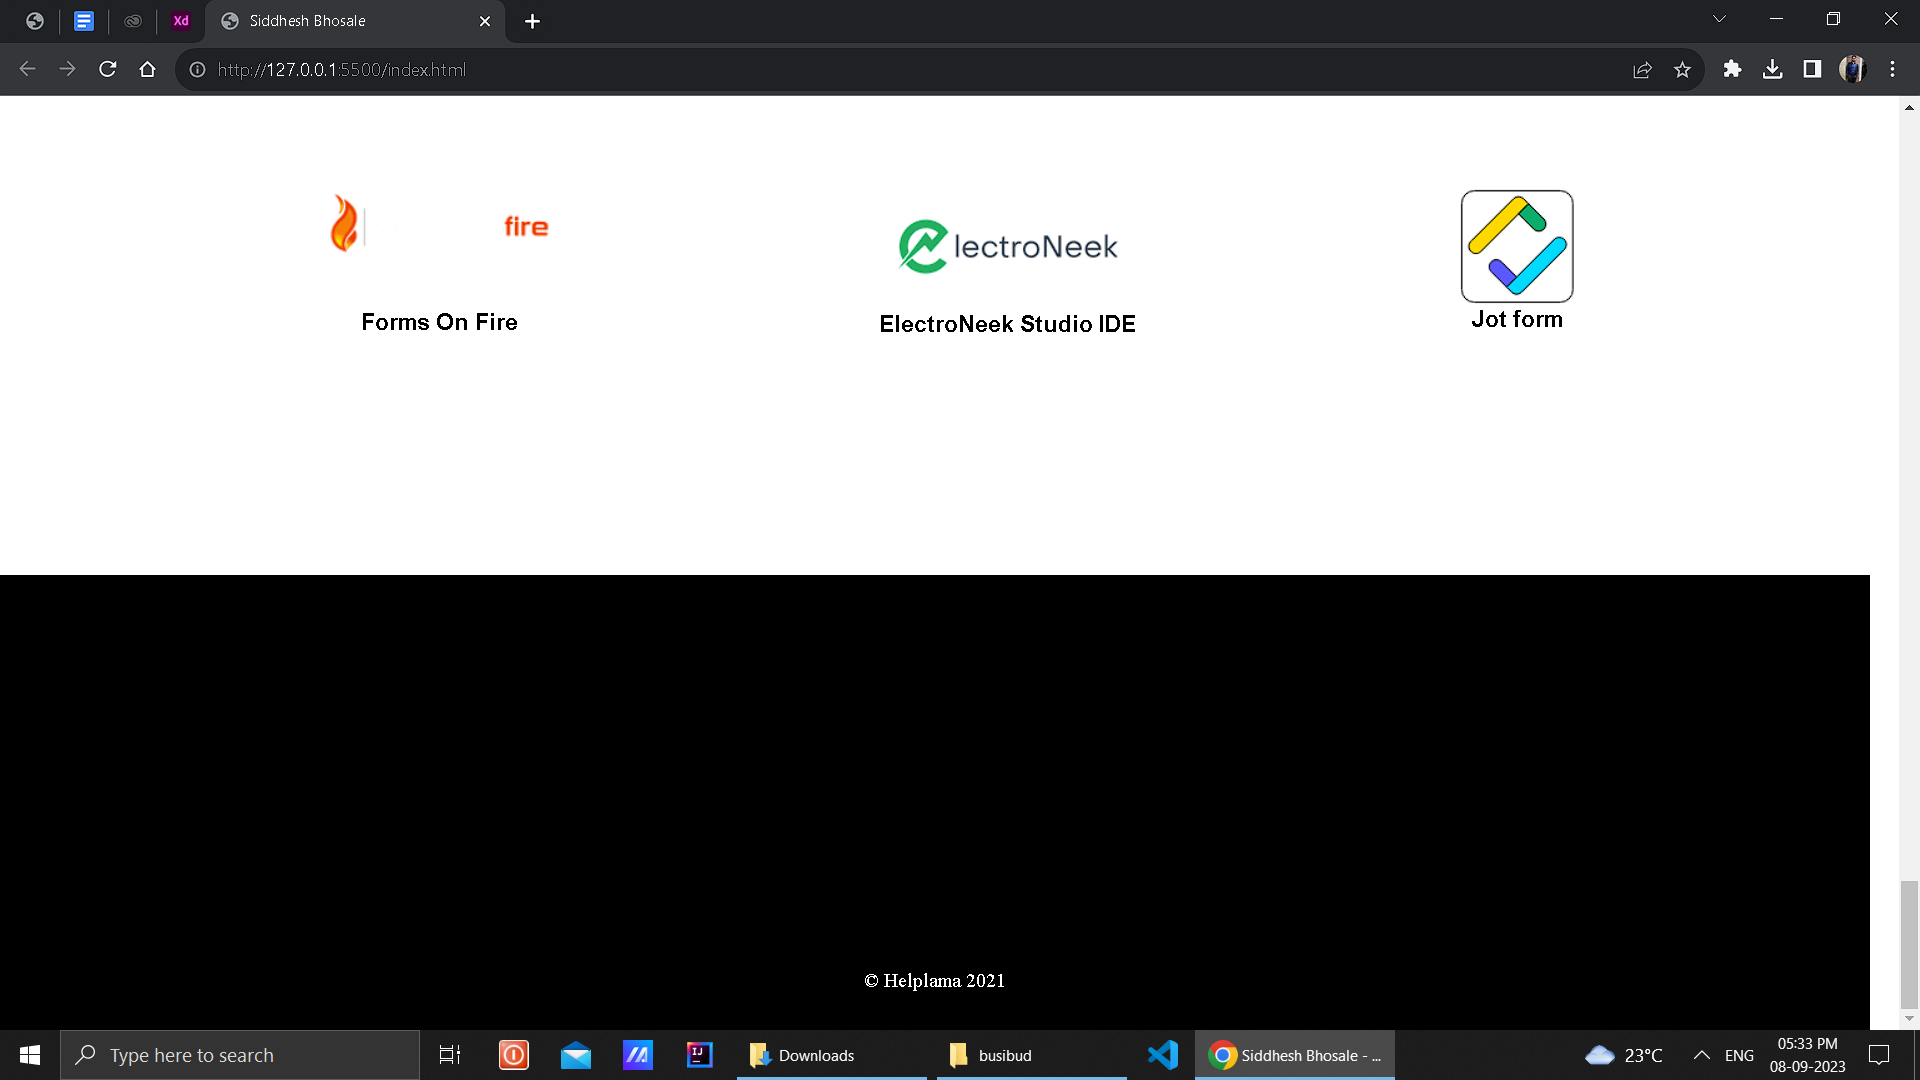 Xd
Siddhesh Bhosale
http://127.0.0.1:5500/index.html
fire
lectroNeek
Forms On Fire
ElectroNeek Studio IDE
Jot form
© Helplama 2021
Type here to search
IJ
Downloads
busibud
Siddhesh Bhosale - ...
23°C
ENG
05:33 PM
08-09-2023